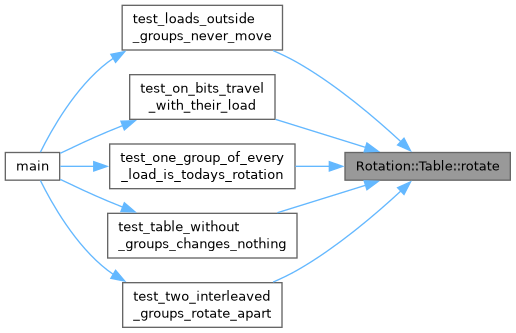 test_loads_outside
_groups_never_move
test_on_bits_travel
_with_their_load
main
test_one_group_of_every
_load_is_todays_rotation
Rotation::Table::rotate
test_table_without
_groups_changes_nothing
test_two_interleaved
_groups_rotate_apart